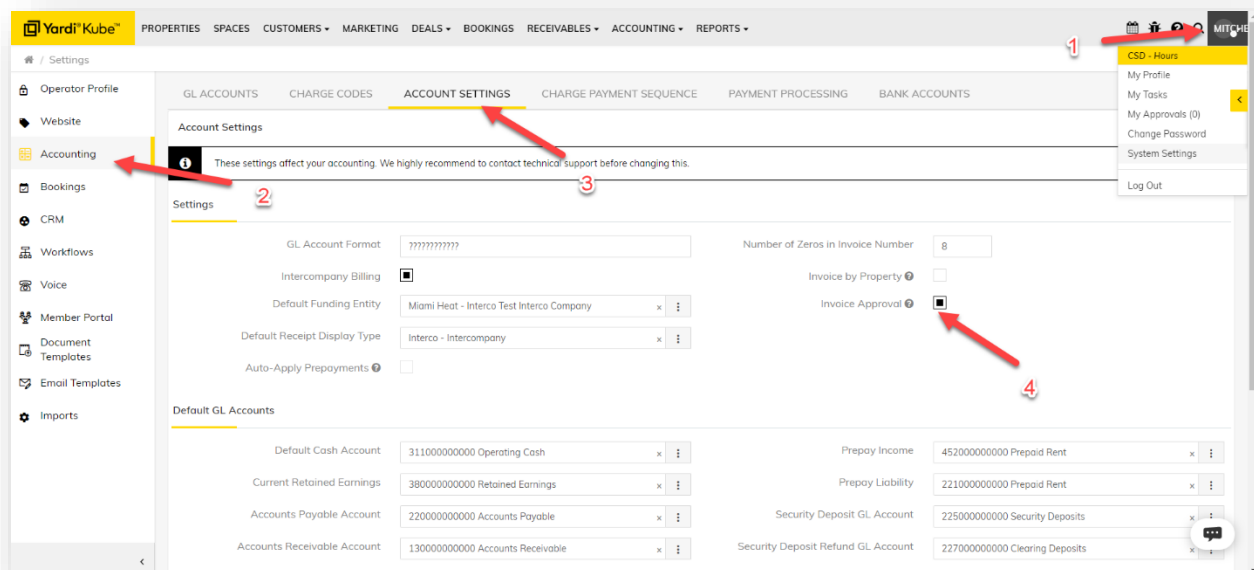 Yardi® Kube™ PROPERTIES SPACES CUSTOMERS MARKETING DEALS BOOKINGS RECEIVABLES ACCOUNTING REPORTS MITCHE
1
/ Settings
CSD - Hours
My Profile
My Tasks
My Approvals (0)
Change Password
System Settings
Log Out
Operator Profile
Website
Accounting
Bookings
CRM
Workflows
Voice
Member Portal
Document
Templates
Email Templates
Imports
GL ACCOUNTS CHARGE CODES ACCOUNT SETTINGS CHARGE PAYMENT SEQUENCE PAYMENT PROCESSING BANK ACCOUNTS
Account Settings
These settings affect your accounting. We highly recommend to contact technical support before changing this.
2
3
Settings
GL Account Format ???????????? Number of Zeros in Invoice Number 8
Intercompany Billing Invoice by Property
Default Funding Entity Miami Heat - Interco Test Interco Company × Invoice Approval
Default Receipt Display Type Interco - Intercompany ×
Auto-Apply Prepayments
4
Default GL Accounts
Default Cash Account 311000000000 Operating Cash × Prepay Income 452000000000 Prepaid Rent ×
Current Retained Earnings 380000000000 Retained Earnings × Prepay Liability 221000000000 Prepaid Rent ×
Accounts Payable Account 220000000000 Accounts Payable × Security Deposit GL Account 225000000000 Security Deposits ×
Accounts Receivable Account 130000000000 Accounts Receivable × Security Deposit Refund GL Account 227000000000 Clearing Deposits ×